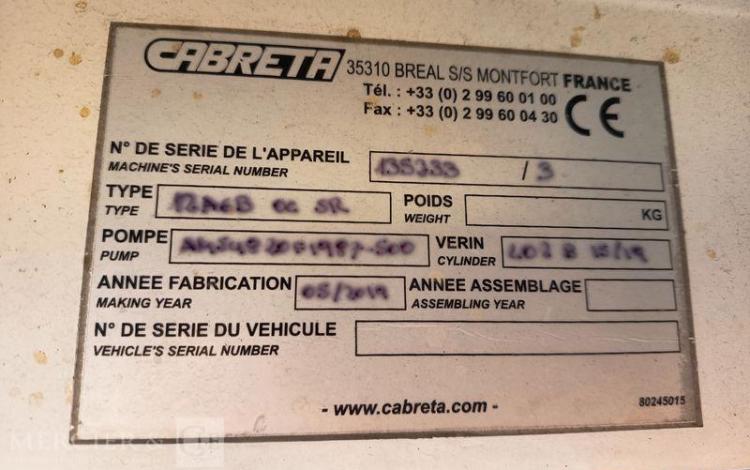 CABRETA 35310 BREAL S/S MONTFORT FRANCE
Tél. : +33 (0) 2 99 60 01 00
Fax : +33 (0) 2 99 60 04 30 CE
N° DE SERIE DE L'APPAREIL
MACHINE'S SERIAL NUMBER
135333 / 3
TYPE
TYPE
POIDS
WEIGHT
KG
POMPE
PUMP
VERIN
CYLINDER
ANNEE FABRICATION
MAKING YEAR
05/2019
ANNEE ASSEMBLAGE
ASSEMBLING YEAR
N° DE SERIE DU VEHICULE
VEHICLE'S SERIAL NUMBER
- www.cabreta.com -
80245015
MERCIER & C